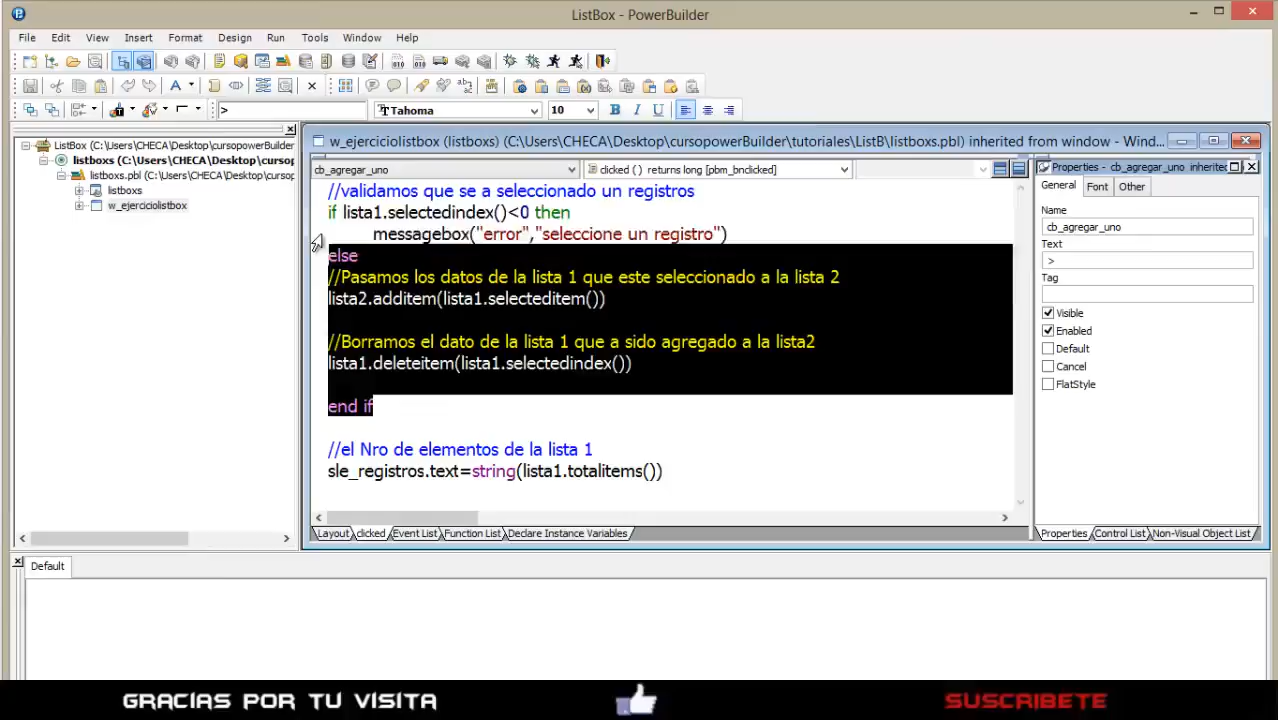 ListBox - PowerBuilder
File Edit View Insert Format Design Run Tools Window Help
> Tahoma 10 B I U
w_ejerciciolistbox (listboxs) (C:\Users\CHECA\Desktop\cursopowerBuilder\tutoriales\ListB\listboxs.pbl) inherited from window - Wind...
ListBox (C:\Users\CHECA\Desktop\cursopowerBuilder
listboxs (C:\Users\CHECA\Desktop\cursop
listboxs.pbl (C:\Users\CHECA\Desktop\curso
listboxs
w_ejerciciolistbox
cb_agregar_uno clicked ( ) returns long [pbm_bnclicked]
//validamos que se a seleccionado un registros
if lista1.selectedindex()<0 then
messagebox("error","seleccione un registro")
else
//Pasamos los datos de la lista 1 que este seleccionado a la lista 2
lista2.additem(lista1.selecteditem())
//Borramos el dato de la lista 1 que a sido agregado a la lista2
lista1.deleteitem(lista1.selectedindex())
end if
//el Nro de elementos de la lista 1
sle_registros.text=string(lista1.totalitems())
Layout clicked Event List Function List Declare Instance Variables
Properties - cb_agregar_uno inherited
General Font Other
Name
cb_agregar_uno
Text
>
Tag
Visible
Enabled
Default
Cancel
FlatStyle
Properties Control List Non-Visual Object List
Default
GRACIAS POR TU VISITA
SUSCRIBETE